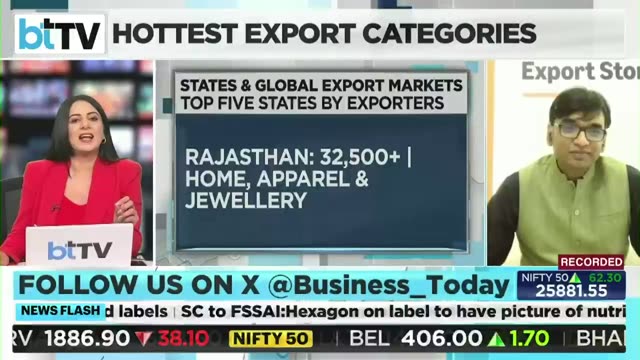 btTV
HOTTEST EXPORT CATEGORIES
STATES & GLOBAL EXPORT MARKETS
TOP FIVE STATES BY EXPORTERS
RAJASTHAN: 32,500+ |
HOME, APPAREL &
JEWELLERY
Export Stor
btTV
RECORDED
FOLLOW US ON X @Business_Today
NIFTY 50 ▲ 62.30
25881.55
NEWS FLASH
d labels | SC to FSSAI:Hexagon on label to have picture of nutri
RV 1886.90 ▼ 38.10 NIFTY 50 BEL 406.00 ▲ 1.70 BHA